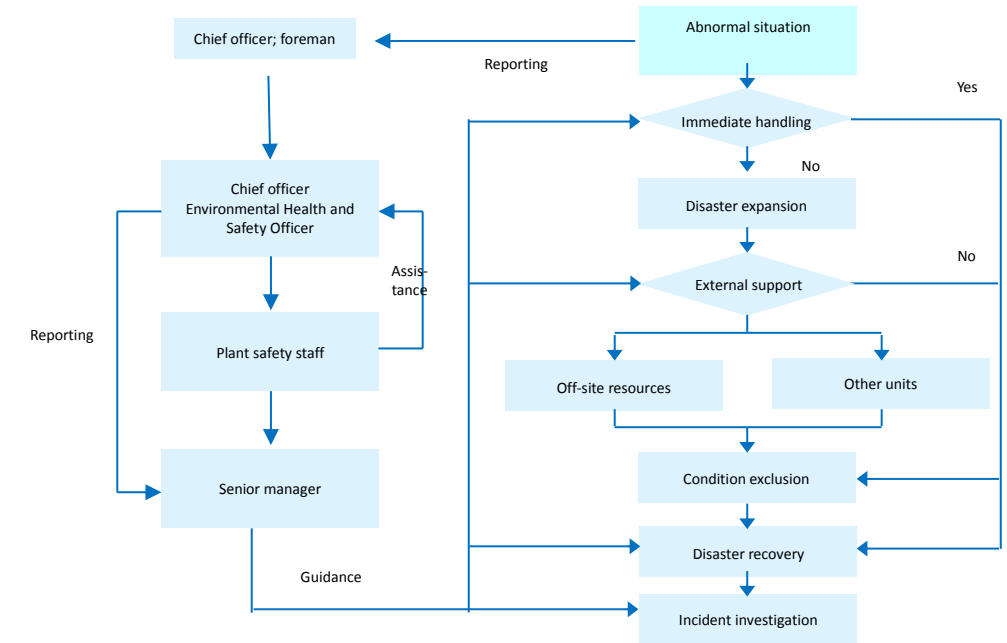 Abnormal situation
Chief officer; foreman
Reporting
Yes
Immediate handling
No
Chief officer
Environmental Health and
Safety Officer
Disaster expansion
No
Assis-
tance
External support
Reporting
Plant safety staff
Off-site resources
Other units
Senior manager
Condition exclusion
Disaster recovery
Guidance
Incident investigation